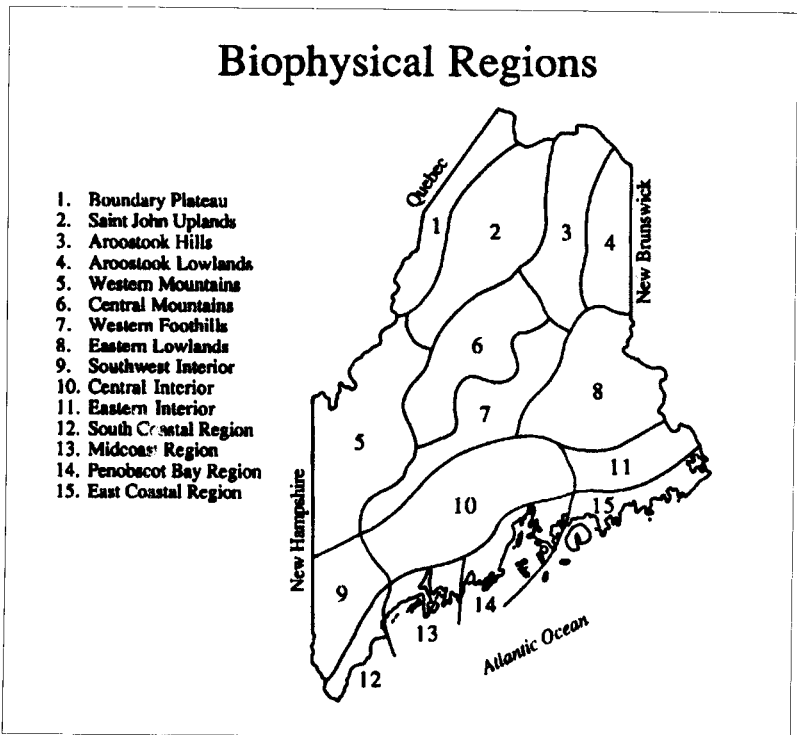 Biophysical Regions
1. Boundary Plateau
2. Saint John Uplands
3. Aroostook Hills
4. Aroostook Lowlands
5. Western Mountains
6. Central Mountains
7. Western Foothills
8. Eastern Lowlands
9. Southwest Interior
10. Central Interior
11. Eastern Interior
12. South Coastal Region
13. Midcoast Region
14. Penobscot Bay Region
15. East Coastal Region
Quebec
New Brunswick
New Hampshire
Atlantic Ocean
1
2
3
4
5
6
7
8
9
10
11
12
13
14
15